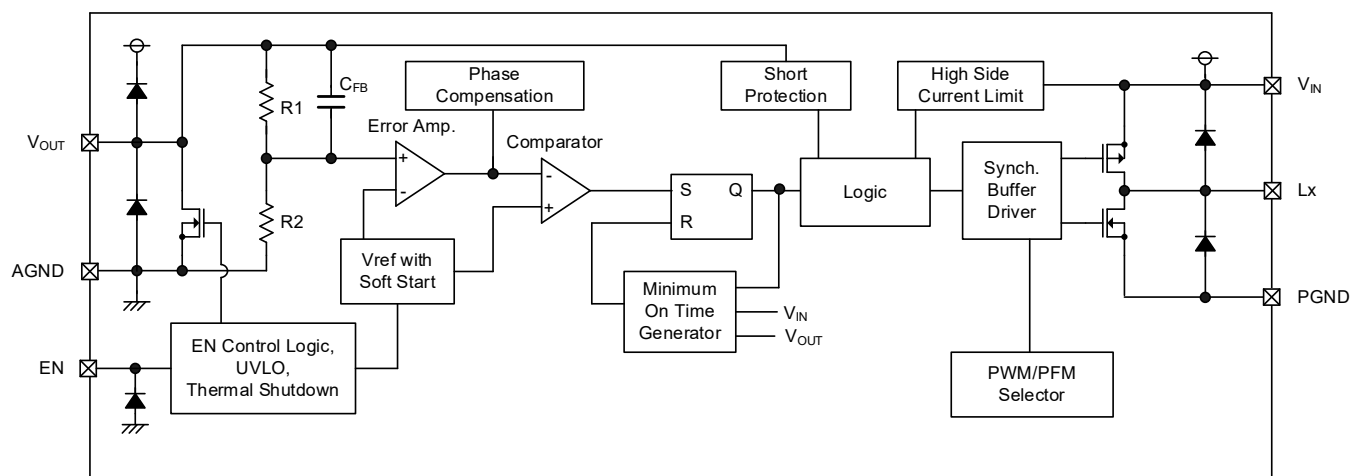 Phase
Compensation
Short
Protection
High Side
Current Limit
VIN
CFB
R1
Error Amp.
Comparator
VOUT
+
-
-
+
S
Q
R
Logic
Synch.
Buffer
Driver
Lx
R2
AGND
Vref with
Soft Start
Minimum
On Time
Generator
VIN
VOUT
PGND
EN
EN Control Logic,
UVLO,
Thermal Shutdown
PWM/PFM
Selector